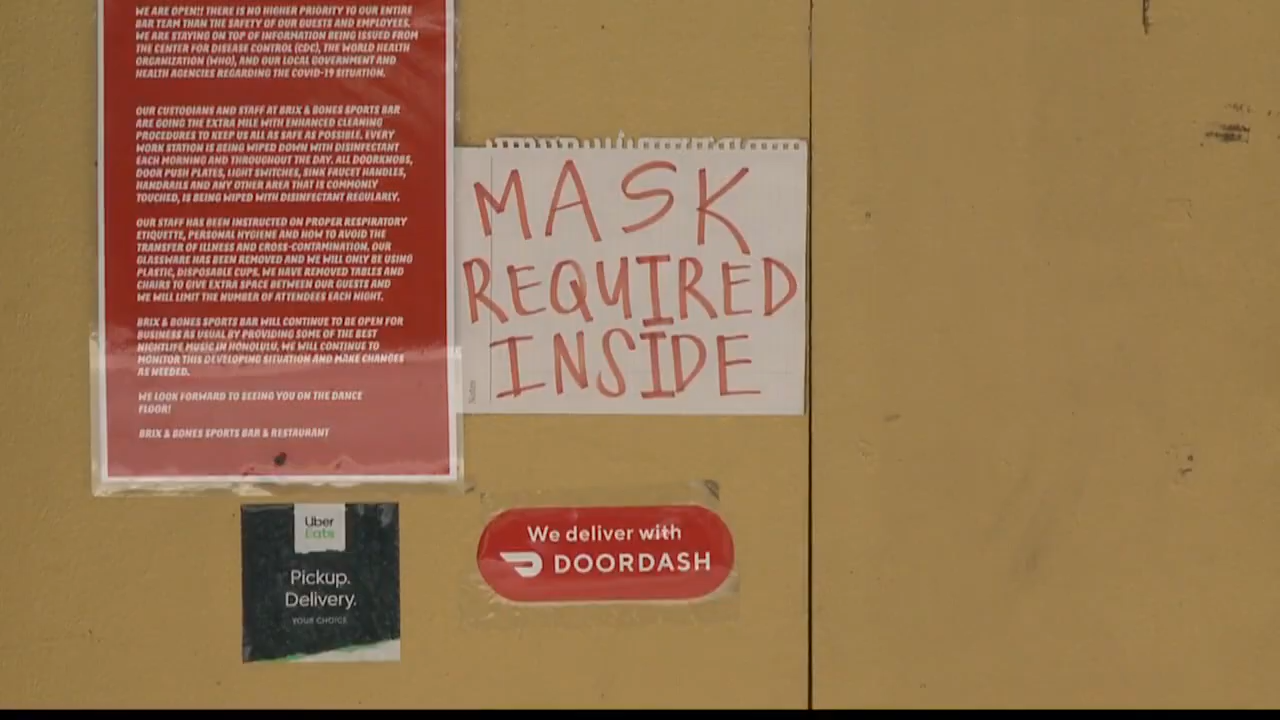 WE ARE OPEN!! THERE IS NO HIGHER PRIORITY TO OUR ENTIRE
BAR TEAM THAN THE SAFETY OF OUR GUESTS AND EMPLOYEES.
WE ARE STAYING ON TOP OF INFORMATION BEING ISSUED FROM
THE CENTER FOR DISEASE CONTROL (CDC), THE WORLD HEALTH
ORGANIZATION (WHO), AND OUR LOCAL GOVERNMENT AND
HEALTH AGENCIES REGARDING THE COVID-19 SITUATION.
OUR CUSTODIANS AND STAFF AT BRIX & BONES SPORTS BAR
ARE GOING THE EXTRA MILE WITH ENHANCED CLEANING
PROCEDURES TO KEEP US ALL AS SAFE AS POSSIBLE. EVERY
WORK STATION IS BEING WIPED DOWN WITH DISINFECTANT
EACH MORNING AND THROUGHOUT THE DAY. ALL DOORKNOBS,
DOOR PUSH PLATES, LIGHT SWITCHES, SINK FAUCET HANDLES,
HANDRAILS AND ANY OTHER AREA THAT IS COMMONLY
TOUCHED, IS BEING WIPED WITH DISINFECTANT REGULARLY.
OUR STAFF HAS BEEN INSTRUCTED ON PROPER RESPIRATORY
ETIQUETTE, PERSONAL HYGIENE AND HOW TO AVOID THE
TRANSFER OF ILLNESS AND CROSS-CONTAMINATION. OUR
GLASSWARE HAS BEEN REMOVED AND WE WILL ONLY BE USING
PLASTIC, DISPOSABLE CUPS. WE HAVE REMOVED TABLES AND
CHAIRS TO GIVE EXTRA SPACE BETWEEN OUR GUESTS AND
WE WILL LIMIT THE NUMBER OF ATTENDEES EACH NIGHT.
BRIX & BONES SPORTS BAR WILL CONTINUE TO BE OPEN FOR
BUSINESS AS USUAL BY PROVIDING SOME OF THE BEST
NIGHTLIFE MUSIC IN HONOLULU. WE WILL CONTINUE TO
MONITOR THIS DEVELOPING SITUATION AND MAKE CHANGES
AS NEEDED.
WE LOOK FORWARD TO SEEING YOU ON THE DANCE
FLOOR!
BRIX & BONES SPORTS BAR & RESTAURANT
MASK
REQUIRED
INSIDE
Notes
Uber
Eats
Pickup.
Delivery.
YOUR CHOICE
We deliver with
DOORDASH